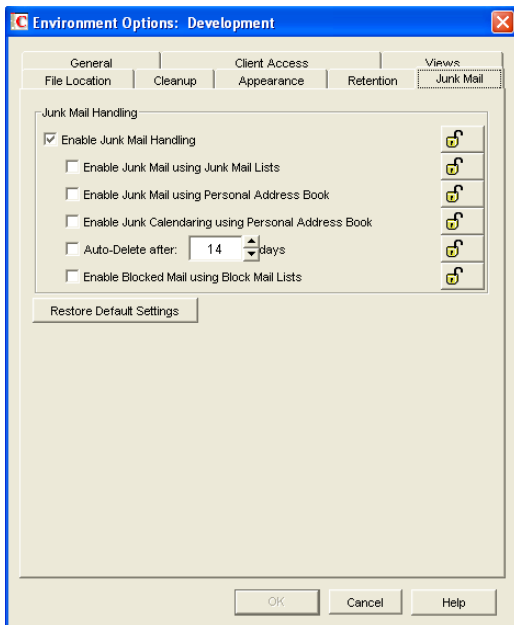 C Environment Options: Development
General Client Access Views
File Location Cleanup Appearance Retention Junk Mail
Junk Mail Handling
Enable Junk Mail Handling
Enable Junk Mail using Junk Mail Lists
Enable Junk Mail using Personal Address Book
Enable Junk Calendaring using Personal Address Book
Auto-Delete after: 14 days
Enable Blocked Mail using Block Mail Lists
Restore Default Settings
OK Cancel Help